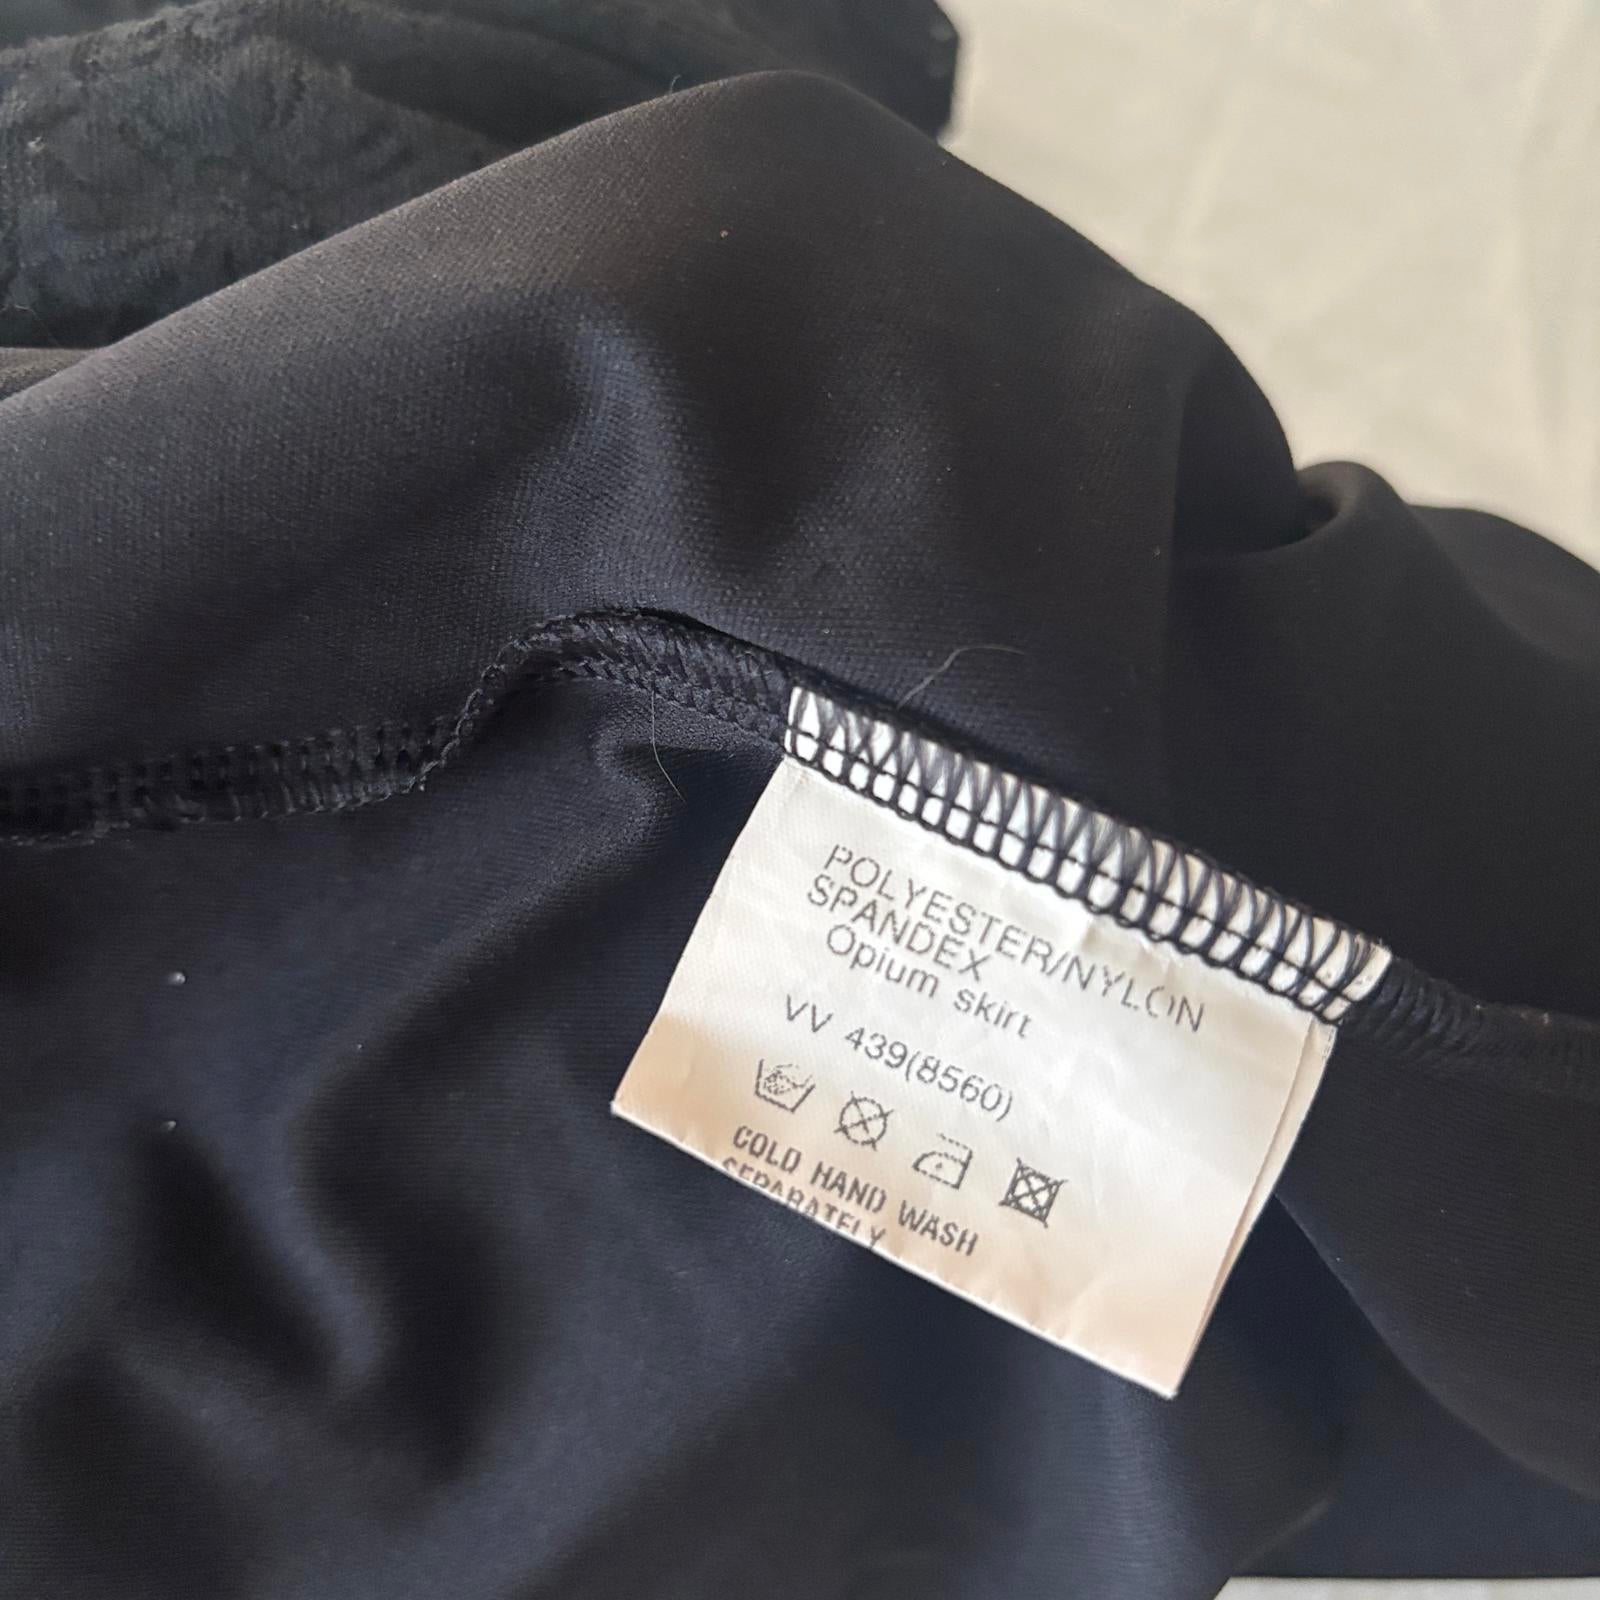 POLYESTER/NYLON
SPANDEX
Opium skirt
VV 439(8560)
COLD HAND WASH
SEPARATELY